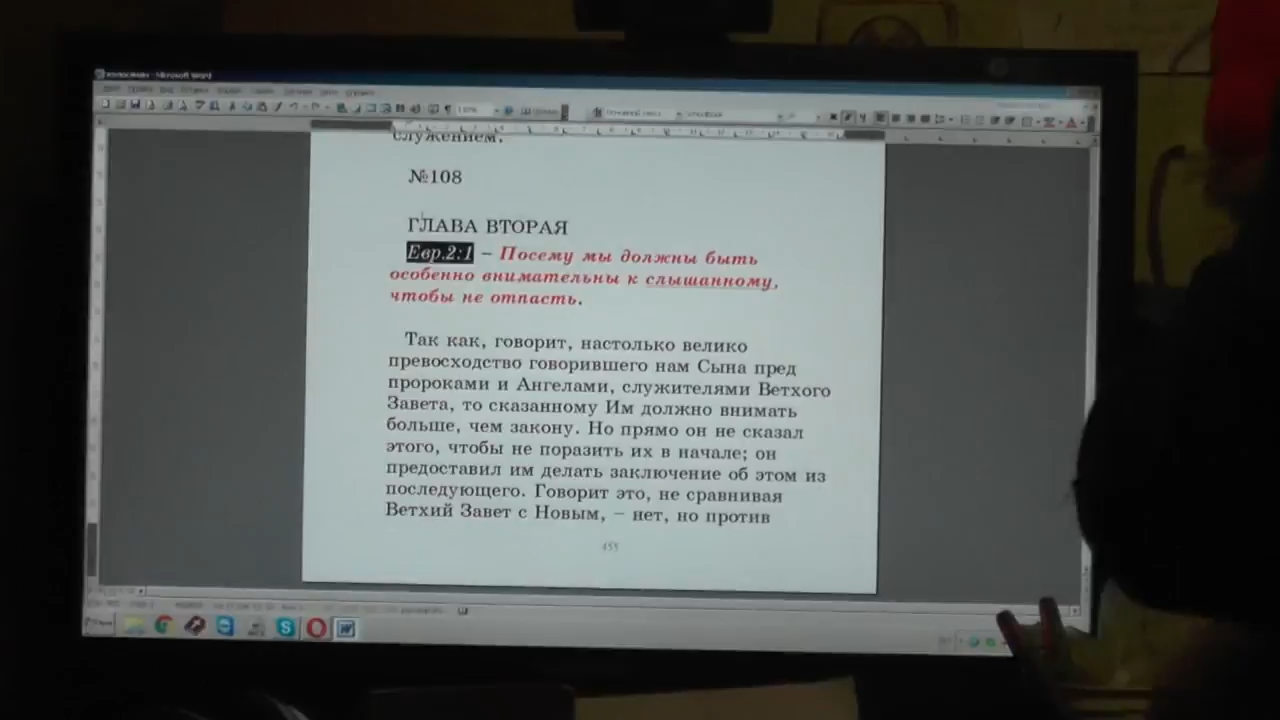 Microsoft Word
служением.
№108
ГЛАВА ВТОРАЯ
Евр.2:1 – Посему мы должны быть
особенно внимательны к слышанному,
чтобы не отпасть.
Так как, говорит, настолько велико
превосходство говорившего нам Сына пред
пророками и Ангелами, служителями Ветхого
Завета, то сказанному Им должно внимать
больше, чем закону. Но прямо он не сказал
этого, чтобы не поразить их в начале; он
предоставил им делать заключение об этом из
последующего. Говорит это, не сравнивая
Ветхий Завет с Новым, – нет, но против
455